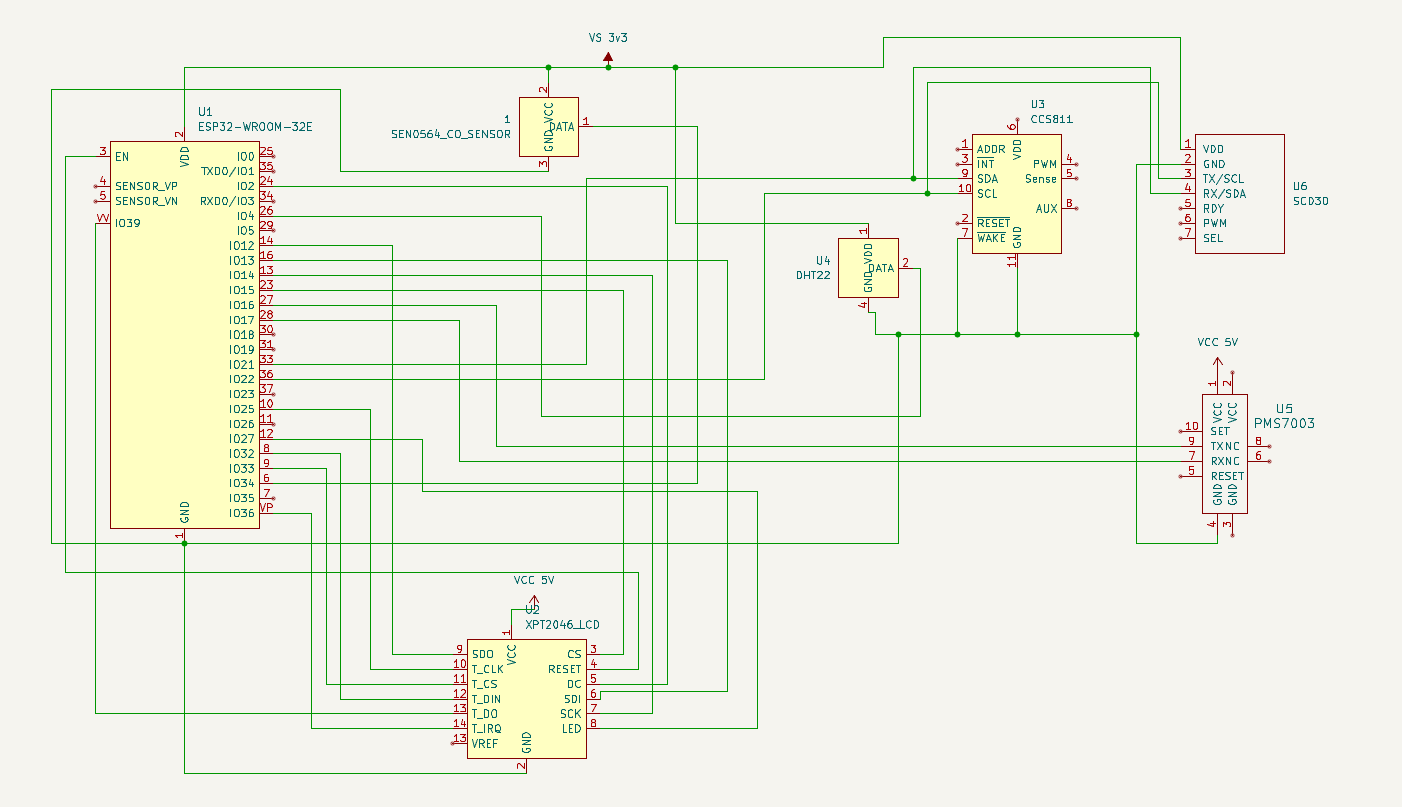 VS 3v3
2
VCC
DATA
1
GND
3
1
SEN0564_CO_SENSOR
U1
ESP32-WROOM-32E
2
VDD
3
EN
4
SENSOR_VP
5
SENSOR_VN
IO39
IO0
25
TXD0/IO1
35
IO2
24
RXD0/IO3
34
IO4
26
IO5
29
IO12
14
IO13
16
IO14
13
IO15
23
IO16
27
IO17
28
IO18
30
IO19
31
IO21
33
IO22
36
IO23
37
IO25
10
IO26
11
IO27
12
IO32
8
IO33
9
IO34
6
IO35
7
IO36
VP
GND
1
U3
CCS811
6
VDD
1
ADDR
3
INT
9
SDA
10
SCL
2
RESET
7
WAKE
PWM
4
Sense
5
AUX
8
GND
11
U4
DHT22
1
VDD
DATA
2
GND
4
1
VDD
2
GND
3
TX/SCL
4
RX/SDA
5
RDY
6
PWM
7
SEL
U6
SCD30
VCC 5V
1
2
VCC
VCC
U5
PMS7003
10
SET
9
TX
NC
8
7
RX
NC
6
5
RESET
GND
GND
4
3
VCC 5V
U2
XPT2046_LCD
1
VCC
9
SDO
10
T_CLK
11
T_CS
12
T_DIN
13
T_DO
14
T_IRQ
13
VREF
CS
3
RESET
4
DC
5
SDI
6
SCK
7
LED
8
GND
2